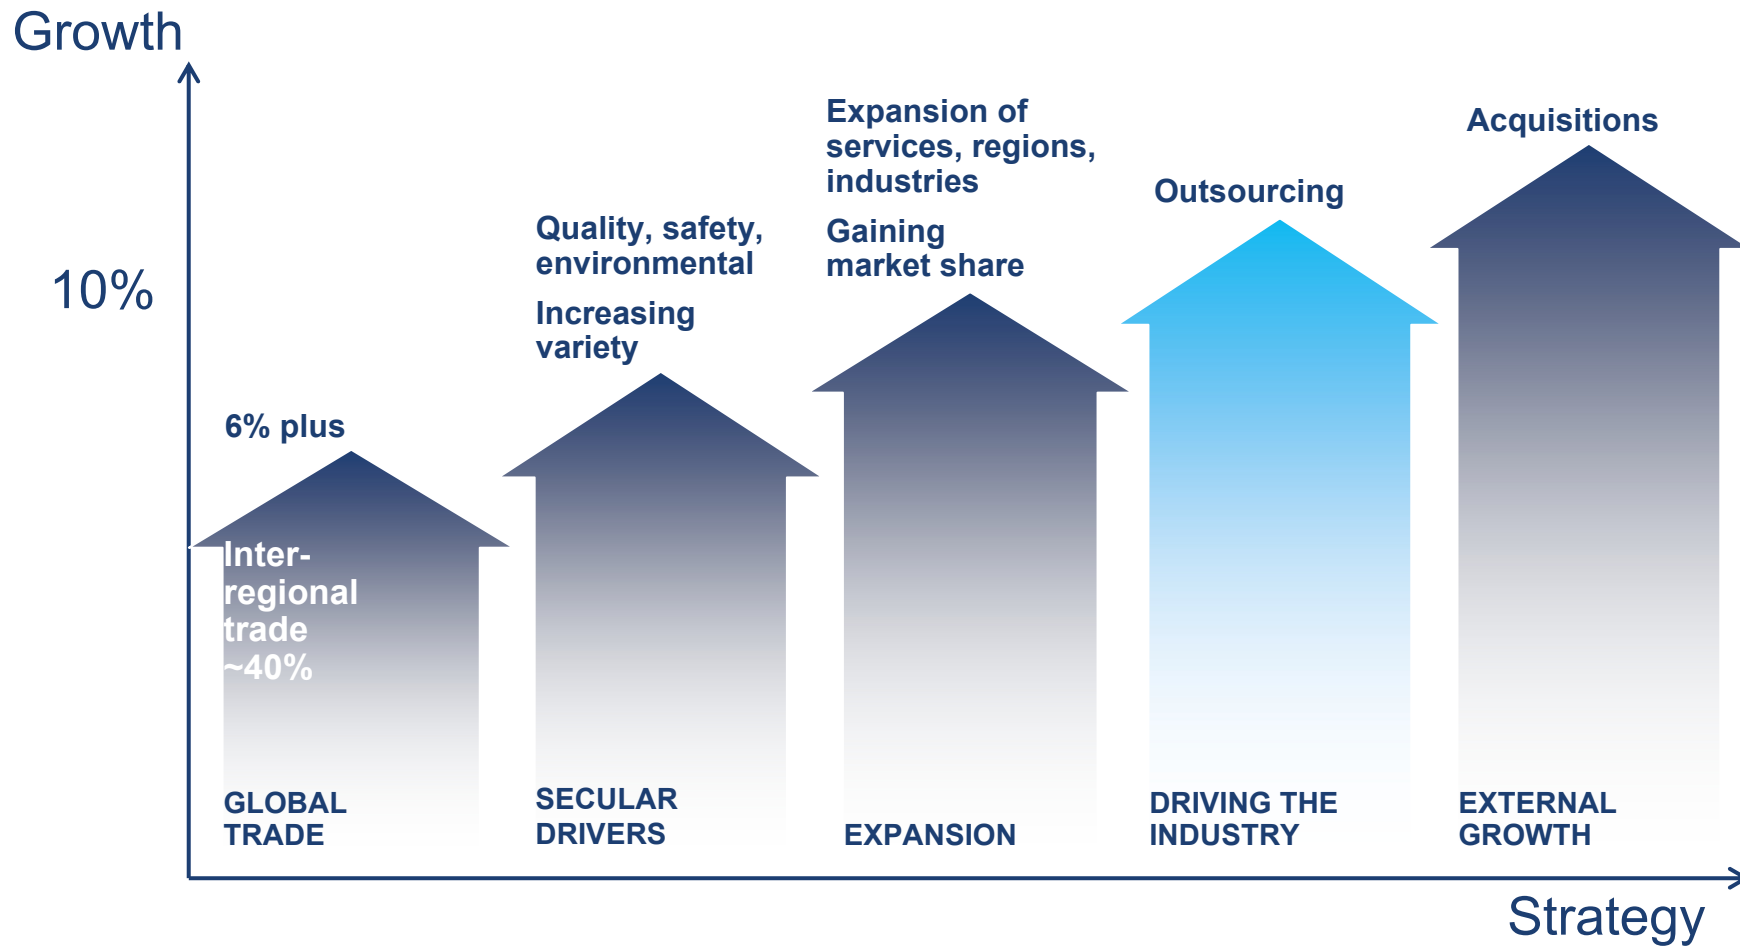 Growth
10%
6% plus
Inter-
regional
trade
~40%
GLOBAL
TRADE
Quality, safety,
environmental
Increasing
variety
SECULAR
DRIVERS
Expansion of
services, regions,
industries
Gaining
market share
EXPANSION
Outsourcing
DRIVING THE
INDUSTRY
Acquisitions
EXTERNAL
GROWTH
Strategy